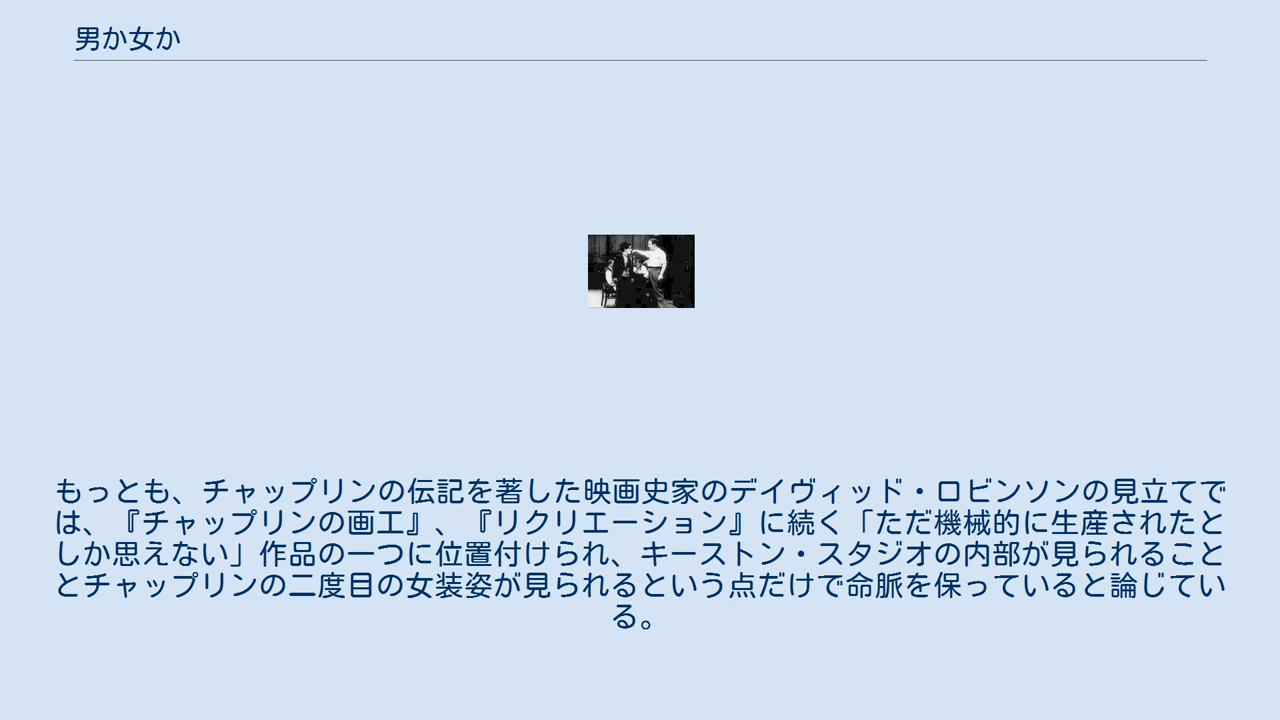 男か女か
もっとも、チャップリンの伝記を著した映画史家のデイヴィッド・ロビンソンの見立てで
は、『チャップリンの画工』、『リクリエーション』に続く「ただ機械的に生産されたと
しか思えない」作品の一つに位置付けられ、キーストン・スタジオの内部が見られること
とチャップリンの二度目の女装姿が見られるという点だけで命脈を保っていると論じてい
る。